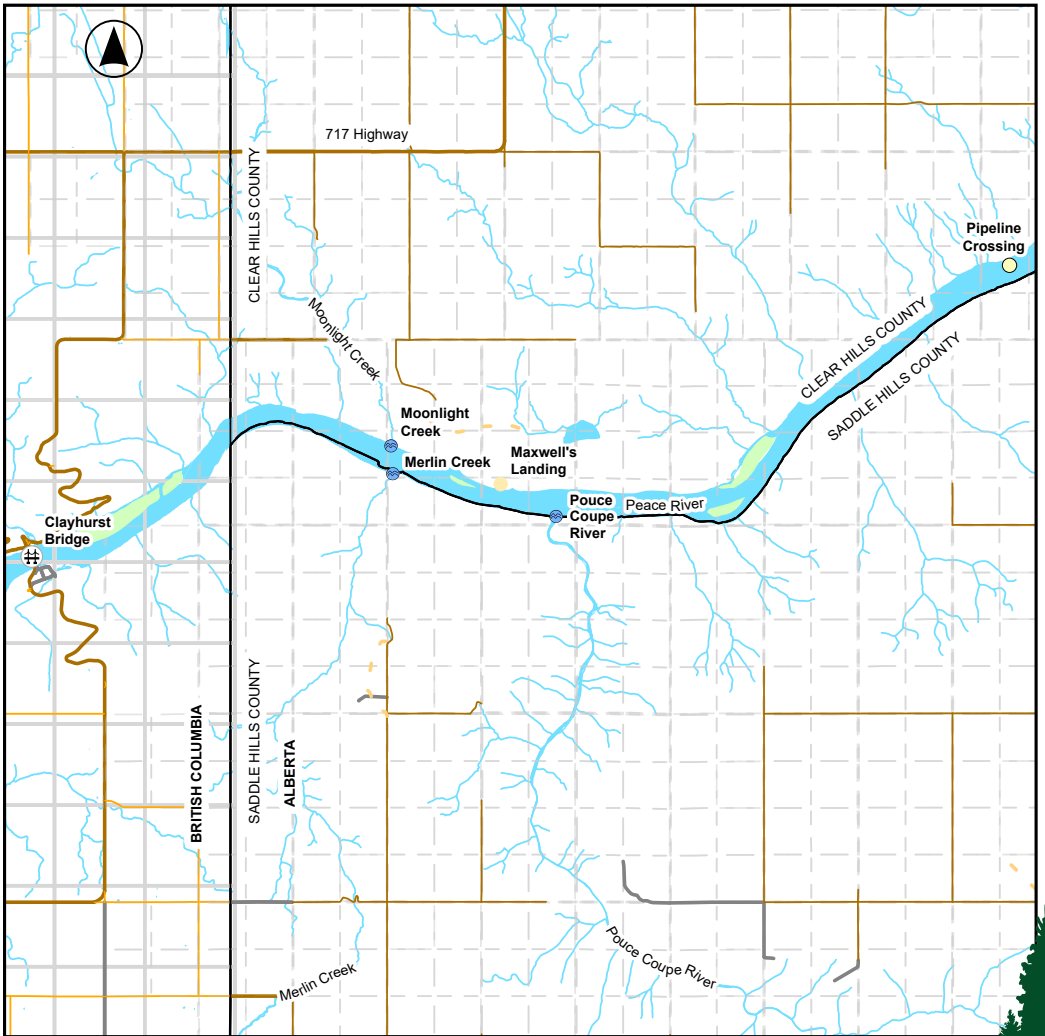 717 Highway
CLEAR HILLS COUNTY
Pipeline
Crossing
Moonlight Creek
CLEAR HILLS COUNTY
SADDLE HILLS COUNTY
Moonlight
Creek
Merlin Creek
Maxwell's
Landing
Pouce
Coupe
River
Peace River
Clayhurst
Bridge
BRITISH COLUMBIA
SADDLE HILLS COUNTY
ALBERTA
Merlin Creek
Pouce Coupe River